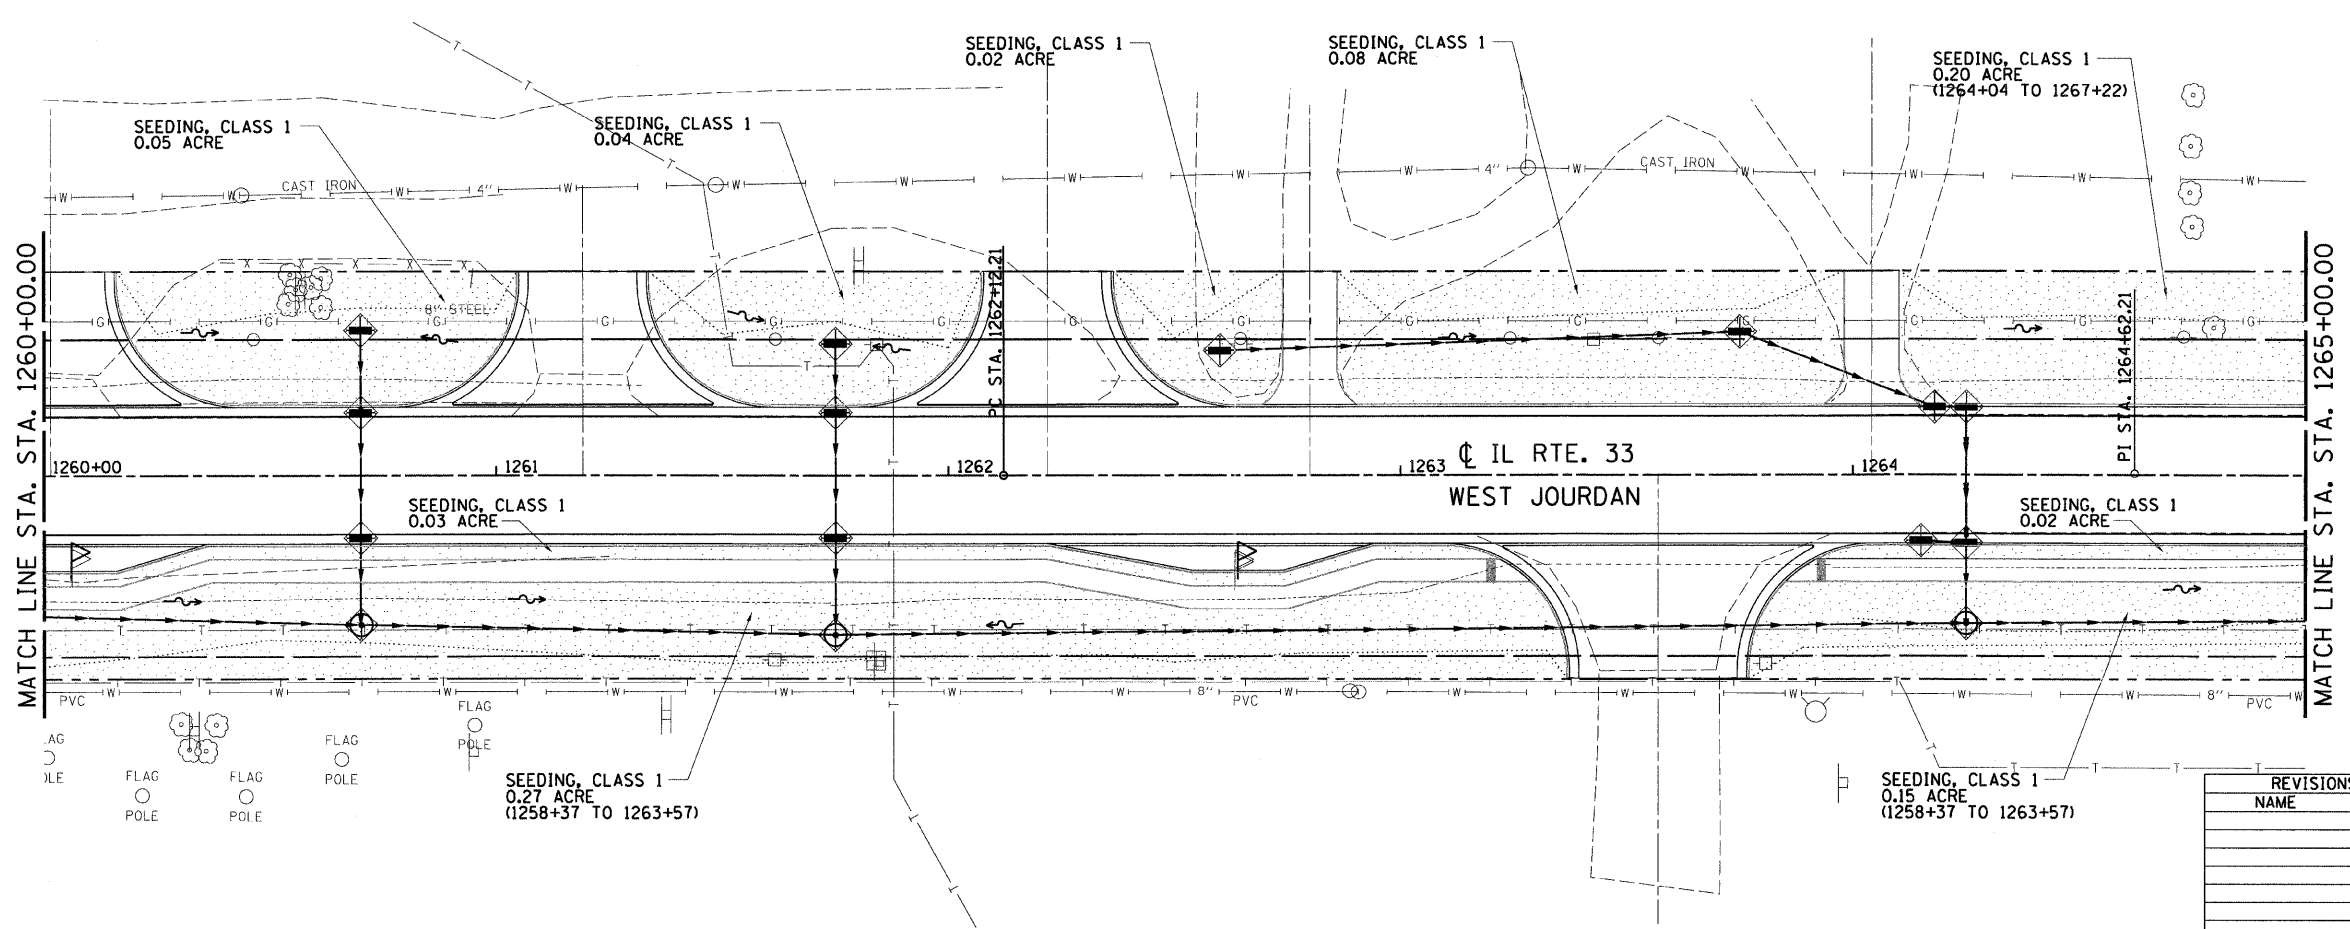 SEEDING, CLASS 1
0.02 ACRE
SEEDING, CLASS 1
0.08 ACRE
SEEDING, CLASS 1
0.20 ACRE
(1264+04 TO 1267+22)
SEEDING, CLASS 1
0.05 ACRE
SEEDING, CLASS 1
0.04 ACRE
CAST IRON
4"
4"
CAST IRON
8" STEEL
MATCH LINE STA. STA. 1260+00.00
PC STA. 1262+12.21
PI STA. 1264+62.21
MATCH LINE STA. STA. 1265+00.00
1260+00
1261
1262
1263
1264
℄ IL RTE. 33
WEST JOURDAN
SEEDING, CLASS 1
0.03 ACRE
SEEDING, CLASS 1
0.02 ACRE
PVC
8"
PVC
8"
PVC
FLAG
POLE
FLAG
POLE
FLAG
POLE
FLAG
POLE
LAG
OLE
SEEDING, CLASS 1
0.27 ACRE
(1258+37 TO 1263+57)
SEEDING, CLASS 1
0.15 ACRE
(1258+37 TO 1263+57)
REVISIONS
NAME